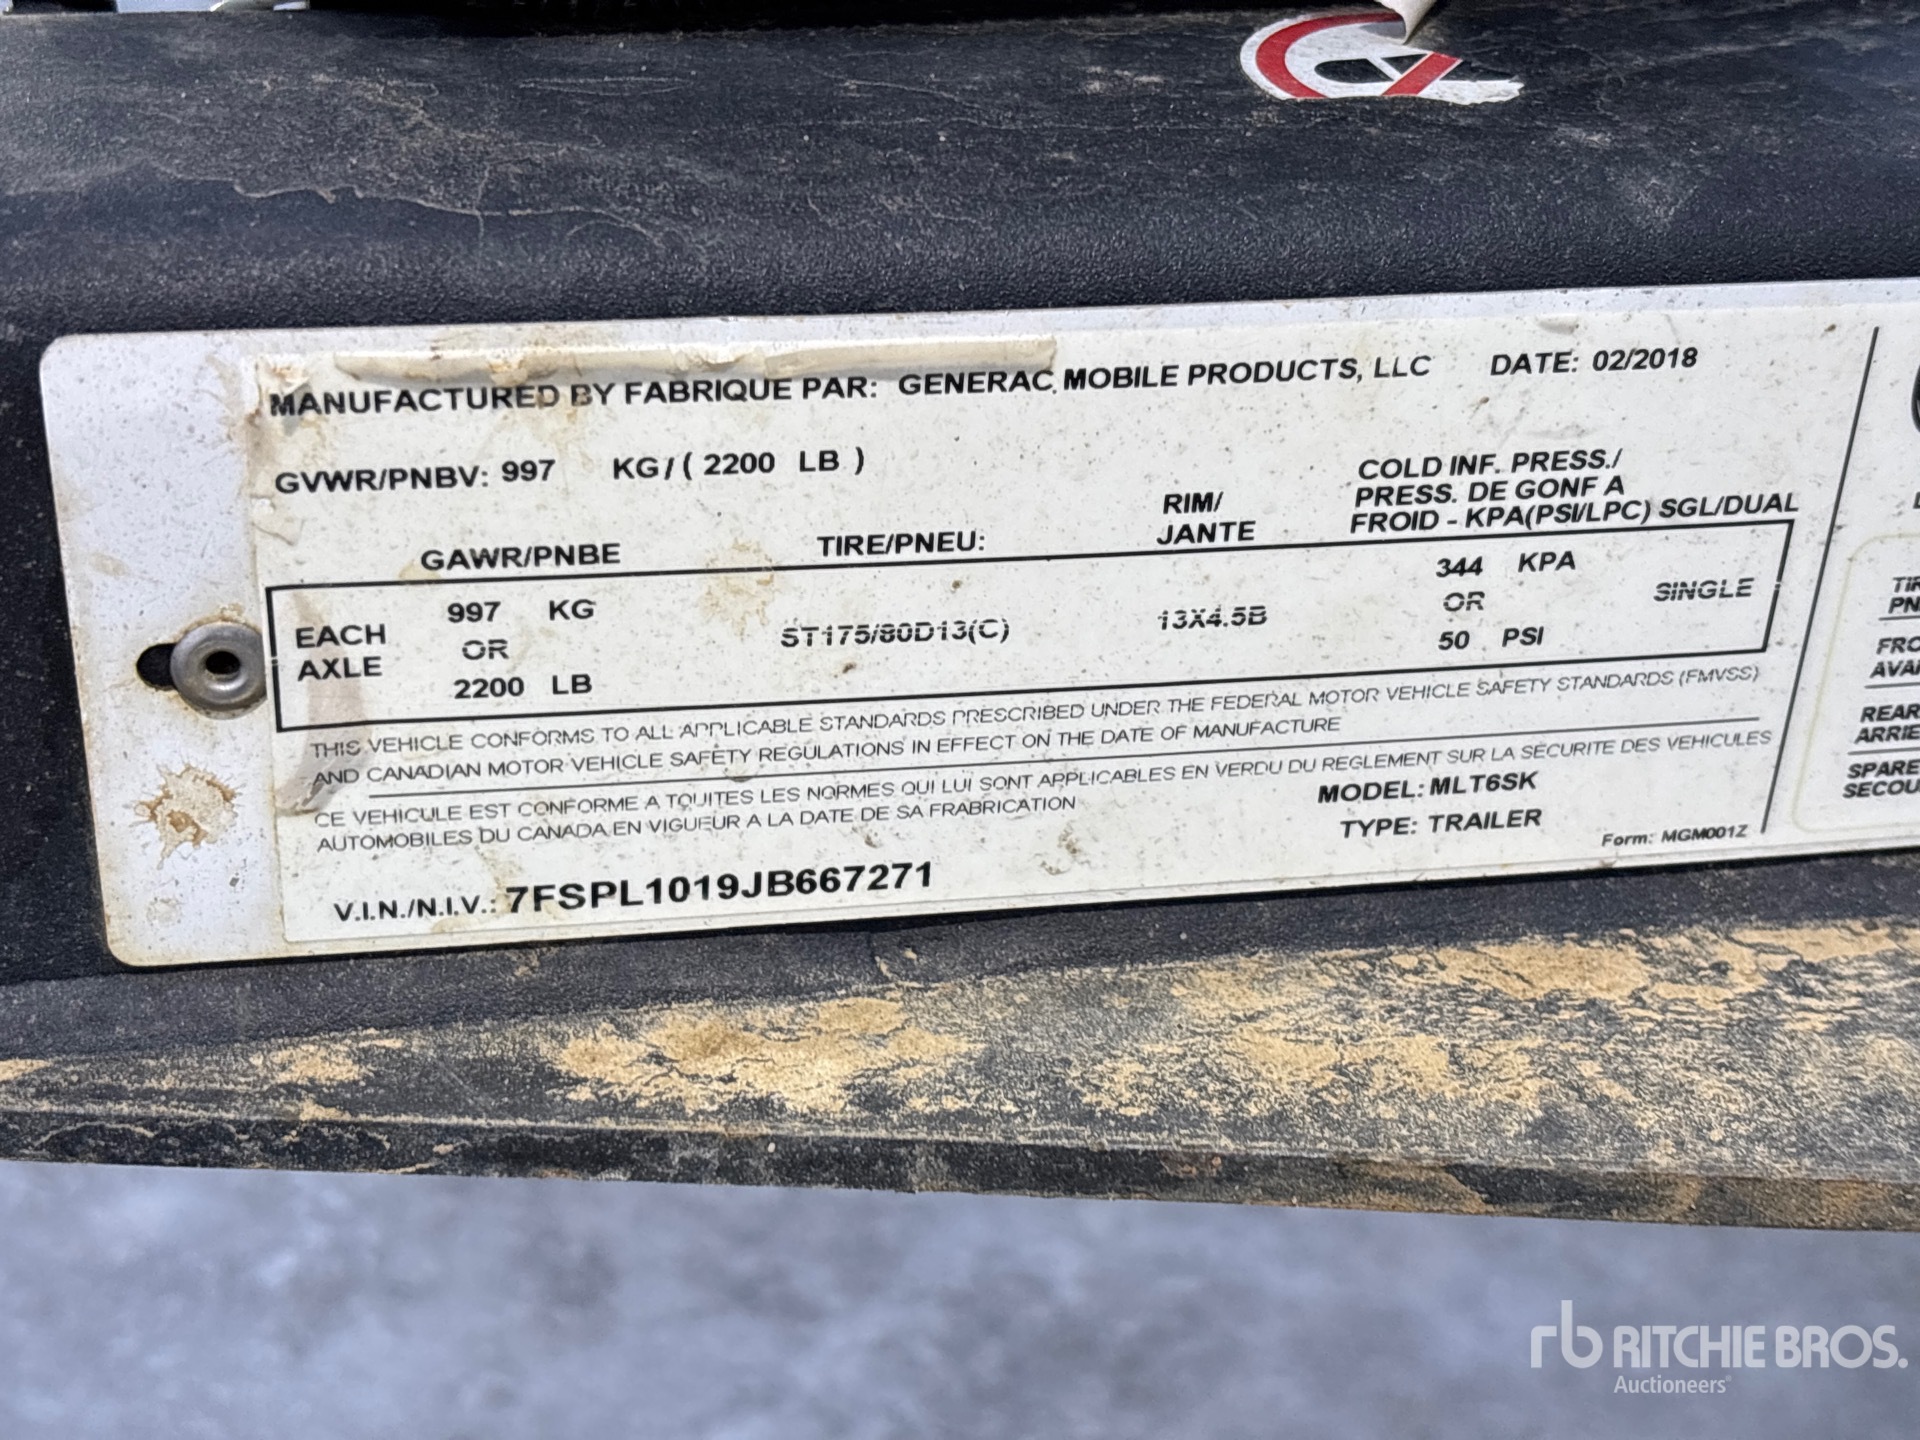 MANUFACTURED BY FABRIQUE PAR: GENERAC MOBILE PRODUCTS, LLC DATE: 02/2018
GVWR/PNBV: 997 KG / ( 2200 LB )
GAWR/PNBE TIRE/PNEU: RIM/ JANTE COLD INF. PRESS./
PRESS. DE GONF A
FROID - KPA(PSI/LPC) SGL/DUAL
EACH AXLE 997 KG OR 2200 LB ST175/80D13(C) 13X4.5B 344 KPA OR 50 PSI SINGLE
THIS VEHICLE CONFORMS TO ALL APPLICABLE STANDARDS PRESCRIBED UNDER THE FEDERAL MOTOR VEHICLE SAFETY STANDARDS (FMVSS)
AND CANADIAN MOTOR VEHICLE SAFETY REGULATIONS IN EFFECT ON THE DATE OF MANUFACTURE
CE VEHICULE EST CONFORME A TOUITES LES NORMES QUI LUI SONT APPLICABLES EN VERDU DU REGLEMENT SUR LA SECURITE DES VEHICULES
AUTOMOBILES DU CANADA EN VIGUEUR A LA DATE DE SA FRABRICATION
MODEL: MLT6SK
TYPE: TRAILER
Form: MGM001Z
V.I.N./N.I.V.: 7FSPL1019JB667271
REAR
SPARE
rb RITCHIE BROS.
Auctioneers